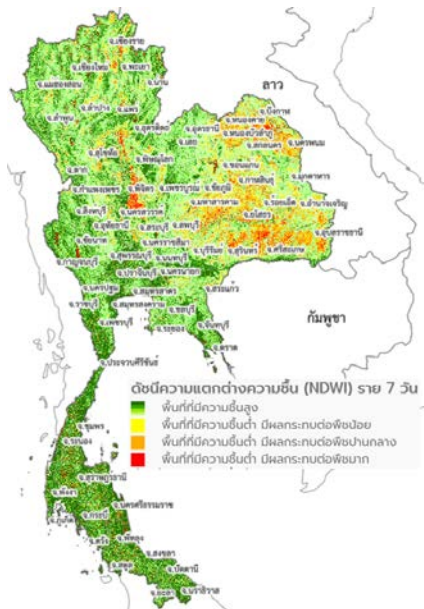 จ.เชียงราย
จ.เชียงใหม่
จ.พะเยา
จ.น่าน
จ.แม่ฮ่องสอน
จ.ลำปาง
จ.แพร่
จ.ลำพูน
ลาว
จ.บึงกาฬ
จ.หนองคาย
จ.อุตรดิตถ์
จ.อุดรธานี
จ.หนองบัวลำภู
จ.เลย
จ.นครพนม
จ.สกลนคร
จ.สุโขทัย
จ.พิษณุโลก
จ.ตาก
จ.ขอนแก่น
จ.กาฬสินธุ์
จ.มุกดาหาร
จ.กำแพงเพชร
จ.พิจิตร
จ.เพชรบูรณ์
จ.ชัยภูมิ
จ.มหาสารคาม
จ.ร้อยเอ็ด
จ.อำนาจเจริญ
จ.ยโสธร
จ.สิงห์บุรี
จ.นครสวรรค์
จ.อุทัยธานี
จ.สระบุรี
จ.ลพบุรี
จ.อุบลราชธานี
จ.ชัยนาท
จ.นครราชสีมา
จ.บุรีรัมย์
จ.สุรินทร์
จ.ศรีสะเกษ
จ.สุพรรณบุรี
จ.นนทบุรี
จ.กาญจนบุรี
จ.ปราจีนบุรี
จ.นครนายก
จ.นครปฐม
จ.สมุทรสาคร
จ.สระแก้ว
จ.ราชบุรี
จ.สมุทรสงคราม
จ.ชลบุรี
จ.เพชรบุรี
จ.ระยอง
จ.จันทบุรี
จ.ตราด
กัมพูชา
จ.ประจวบคีรีขันธ์
ดัชนีความแตกต่างความชื้น (NDWI) ราย 7 วัน
พื้นที่ที่มีความชื้นสูง
พื้นที่ที่มีความชื้นต่ำ มีผลกระทบต่อพืชน้อย
พื้นที่ที่มีความชื้นต่ำ มีผลกระทบต่อพืชปานกลาง
พื้นที่ที่มีความชื้นต่ำ มีผลกระทบต่อพืชมาก
จ.ชุมพร
จ.ระนอง
จ.สุราษฎร์ธานี
จ.พังงา
จ.นครศรีธรรมราช
จ.ภูเก็ต
จ.กระบี่
จ.ตรัง
จ.พัทลุง
จ.สงขลา
จ.สตูล
จ.ปัตตานี
จ.ยะลา
จ.นราธิวาส